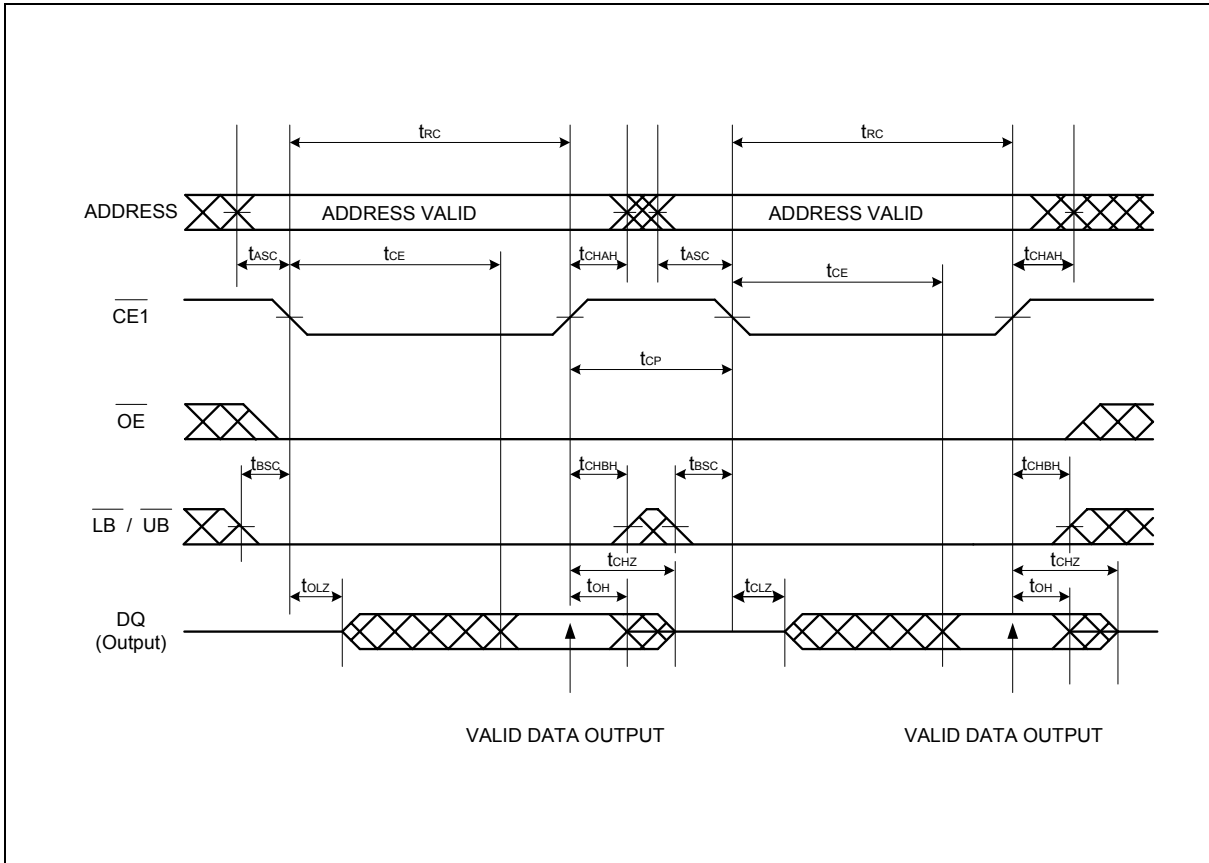 tRC tRC
ADDRESS ADDRESS VALID ADDRESS VALID
tASC tCE tCHAH tASC tCE tCHAH
CE1
tCP
OE
tBSC tCHBH tBSC tCHBH
LB / UB
tCHZ tCHZ
tOLZ tOH tCLZ tOH
DQ
(Output)
VALID DATA OUTPUT VALID DATA OUTPUT